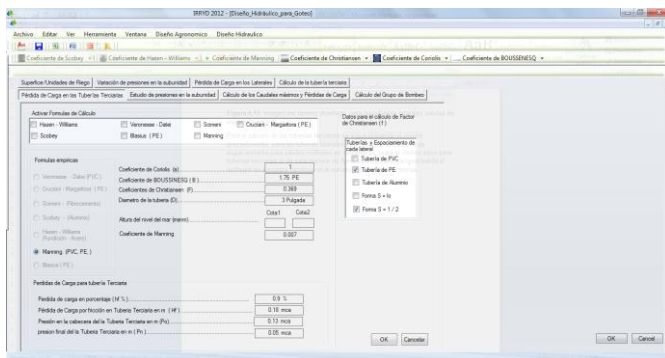 IRRYD 2012 - [Diseño_Hidráulico_para_Goteo]
Archivo Editar Ver Herramienta Ventana Diseño Agronomico Diseño Hidraulico
Coeficiente de Scobey Coeficiente de Hazen - Williams Coeficiente de Manning Coeficiente de Christiansen Coeficiente de Coriolis Coeficiente de BOUSSENESQ
Superficie /Unidades de Riego Variación de presiones en la subunidad Pérdida de Carga en los Laterales Cálculo de la tubería terciaria
Pérdida de Carga en las Tuberías Terciarias Estudio de presiones en la subunidad Cálculo de los Caudales máximos y Pérdidas de Carga Cálculo del Grupo de Bombeo
Activar Formulas de Cálculo
Hazen - Williams Veronesse - Datei Scimeni Cruciani - Margaritora ( PE )
Scobey Blasius ( PE ) Manning
Datos para el cálculo de Factor
de Christiansen (f )
Tuberías y Espaciamiento de
cada lateral
Tubería de PVC
Tubería de PE
Tubería de Aluminio
Forma S = lo
Forma S = 1 / 2
Formulas empiricas
Veronesse - Datei (PVC )
Cruciani - Margaritora ( PE )
Scimeni - (Fibrocemento)
Scobey - (Aluminio)
Hazen - Williams
(Fundición - Acero)
Manning (PVC, PE, )
Blasius ( PE )
Coeficiente de Coriolis (a) 1
Coeficiente de BOUSSENESQ ( B ) 1.75 PE
Coeficientes de Christiansen (F) 0.369
Diametro de la tuberia (D) 3 Pulgada
Cota1 Cota2
Altura del nivel del mar (msnm)
Coeficiente de Manning 0.007
Perdidas de Carga para tubería Terciaria
Perdida de carga en porcentaje ( hf % ) 0.9 %
Pérdida de Carga por fricción en Tuberia Terciaria en m ( Hf ) 0.18 mca
Presión en la cabecera del la Tubería Terciaria en m (Po) 0.13 mca
presion final del la Tuberia Terciaria en m ( Pn ) 0.05 mca
OK Cancelar
OK Cancel